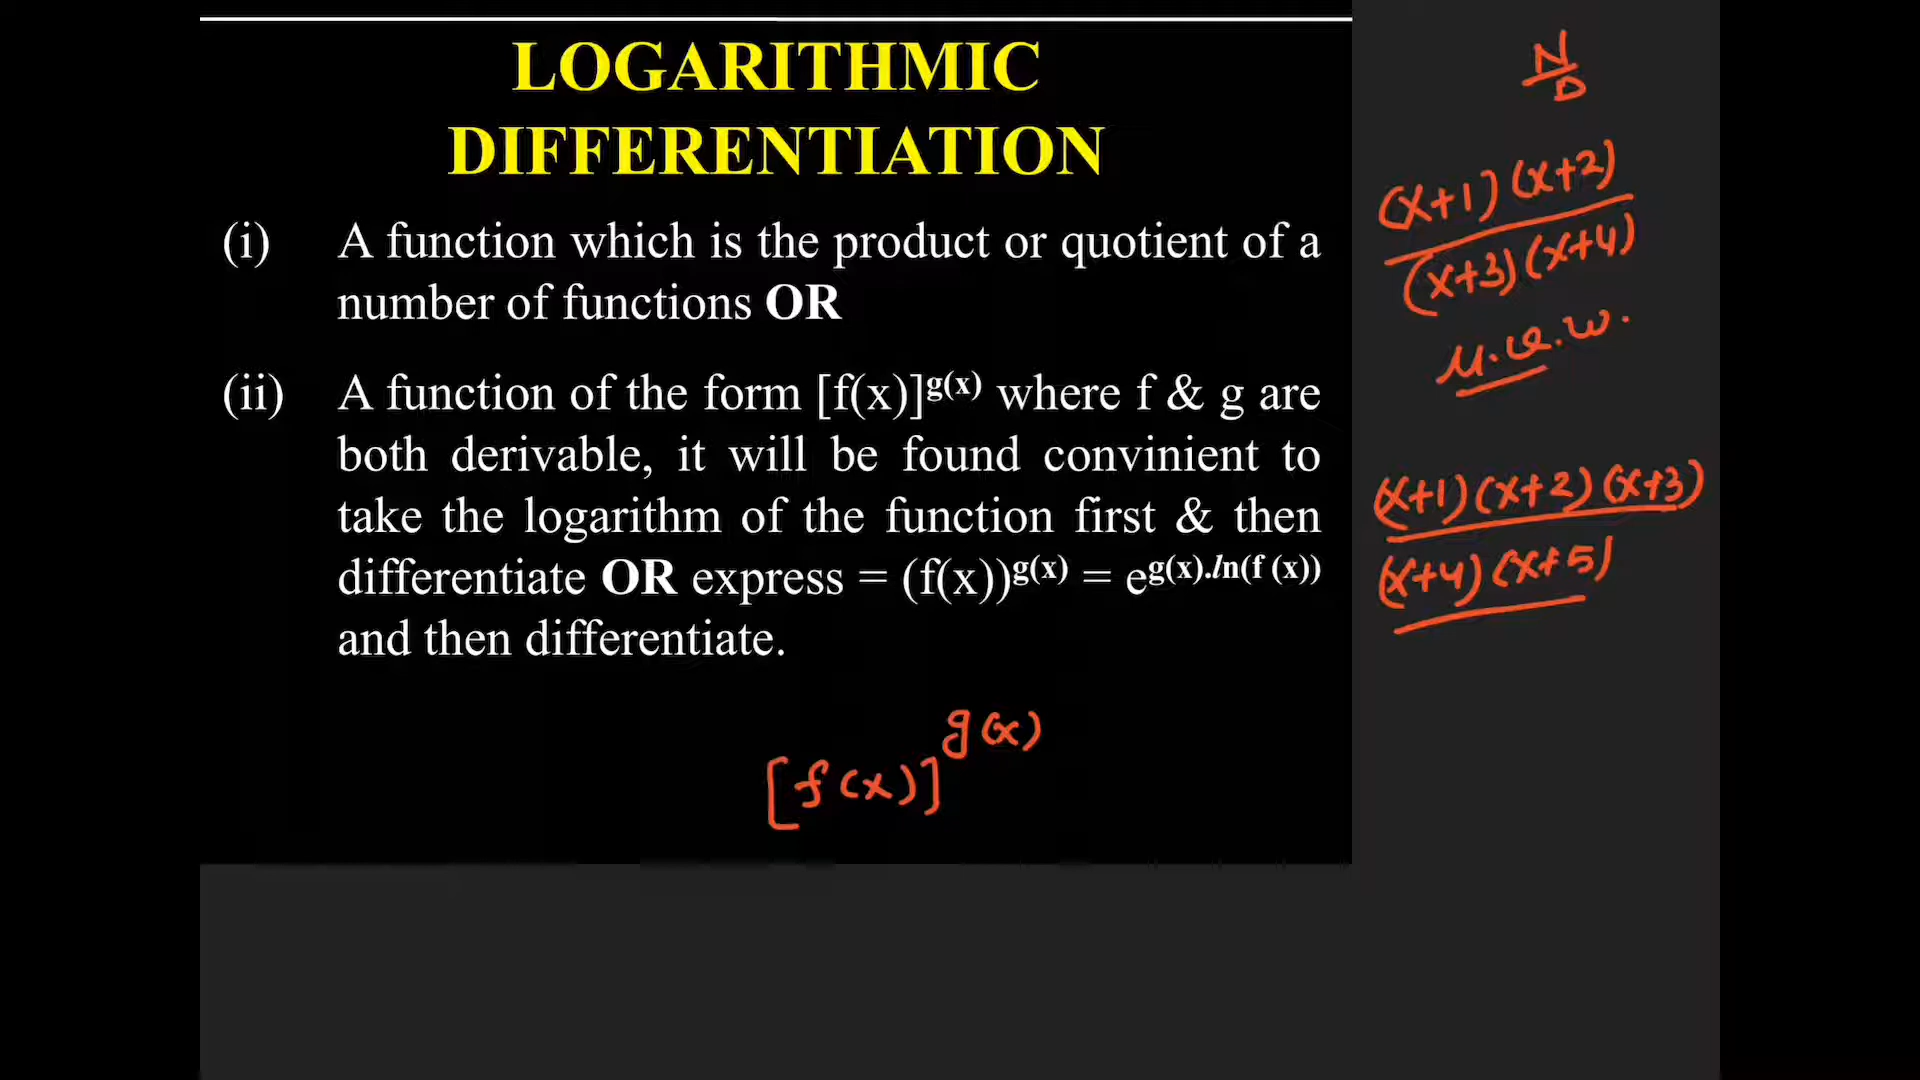 LOGARITHMIC
DIFFERENTIATION
(i) A function which is the product or quotient of a
number of functions OR
(ii) A function of the form [f(x)]^g(x) where f & g are
both derivable, it will be found convinient to
take the logarithm of the function first & then
differentiate OR express = (f(x))^g(x) = e^g(x).ln(f (x))
and then differentiate.
[f(x)]^g(x)
N
D
(x+1) (x+2)
(x+3) (x+4)
u.v.w.
(x+1) (x+2) (x+3)
(x+4) (x+5)